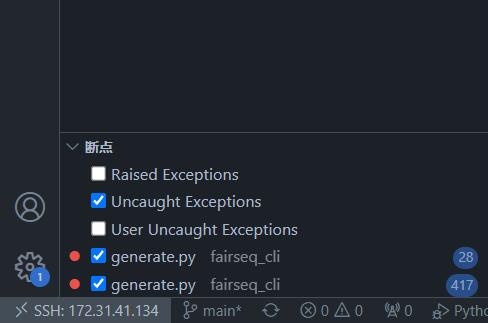 断点
Raised Exceptions
Uncaught Exceptions
User Uncaught Exceptions
generate.py fairseq_cli 28
generate.py fairseq_cli 417
1
SSH: 172.31.41.134 main* 0 0 0 Pytho